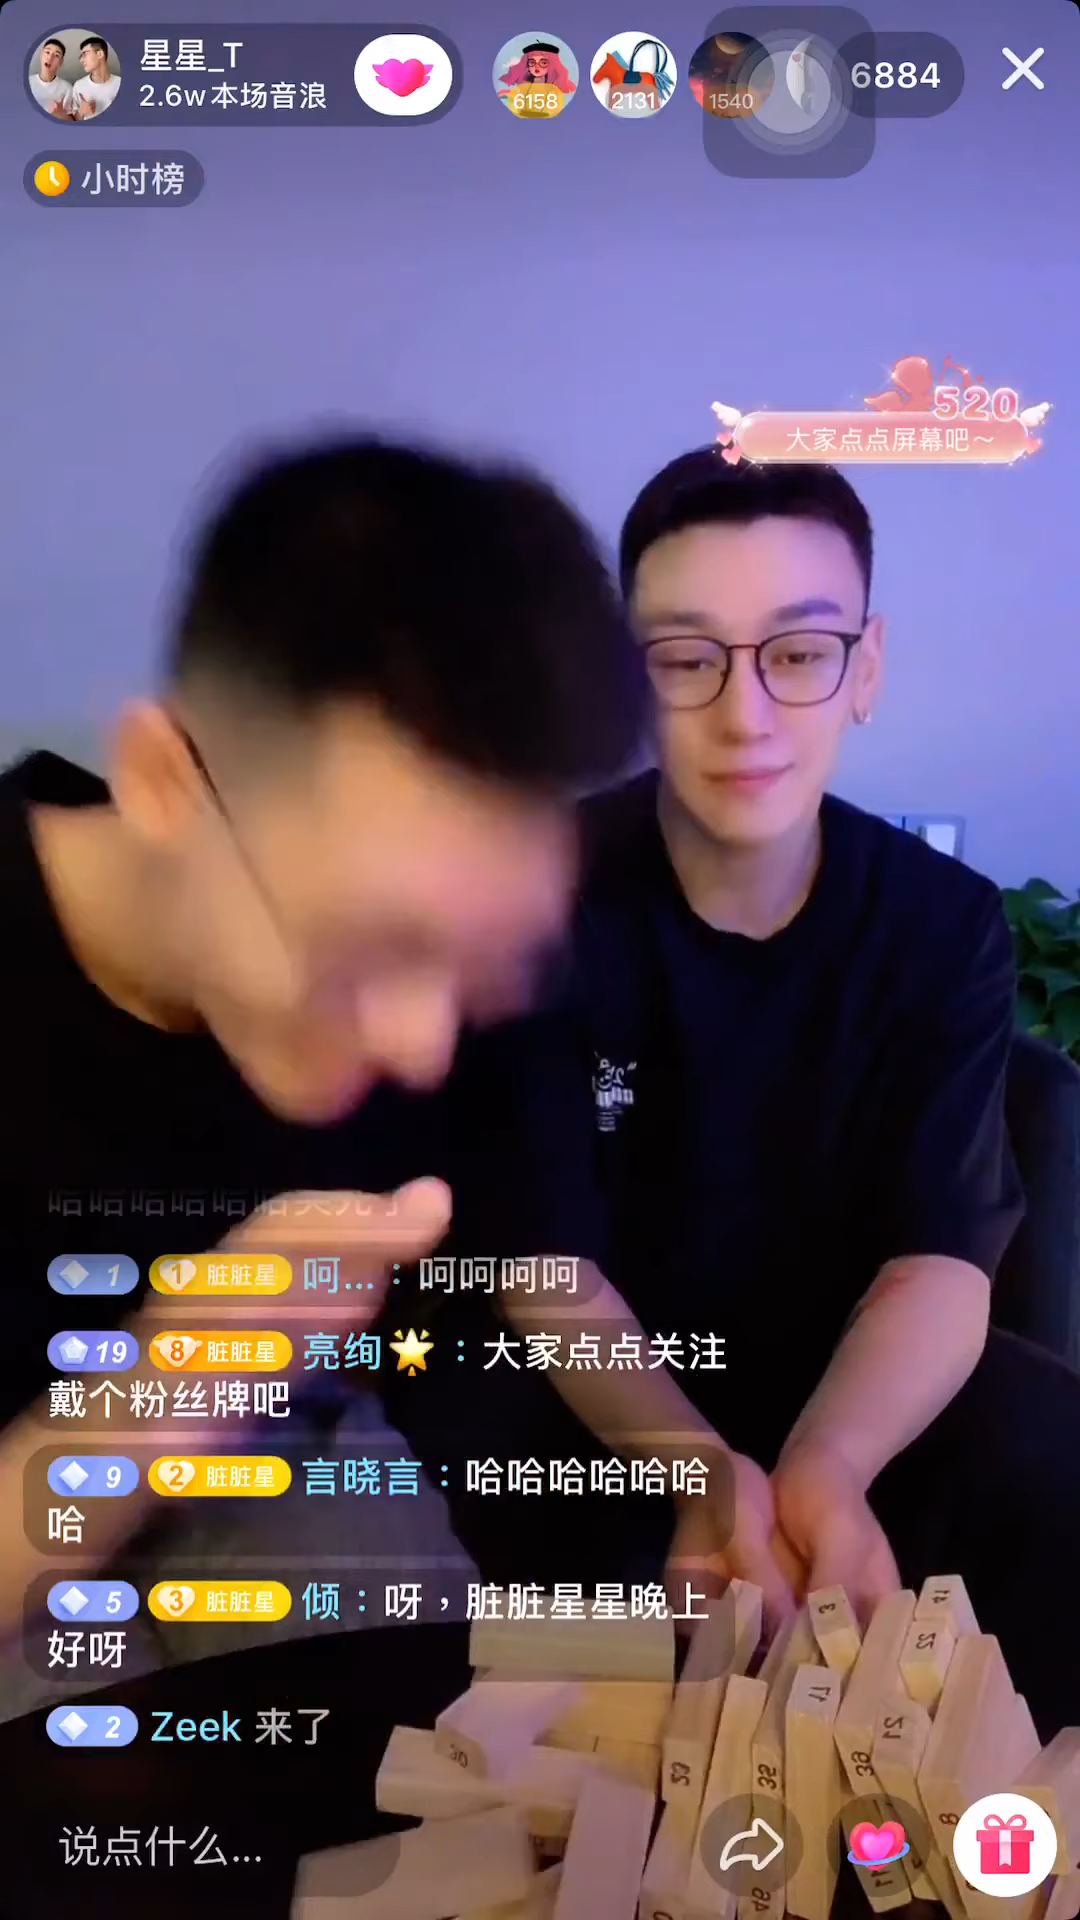 星星_T
2.6w本场音浪
6158
2131
1540
6884
小时榜
520
大家点点屏幕吧~
1 1 脏脏星 呵...：呵呵呵呵
19 8 脏脏星 亮绚🌟：大家点点关注
戴个粉丝牌吧
9 2 脏脏星 言晓言：哈哈哈哈哈哈
哈
5 3 脏脏星 倾：呀，脏脏星星晚上
好呀
2 Zeek 来了
说点什么...